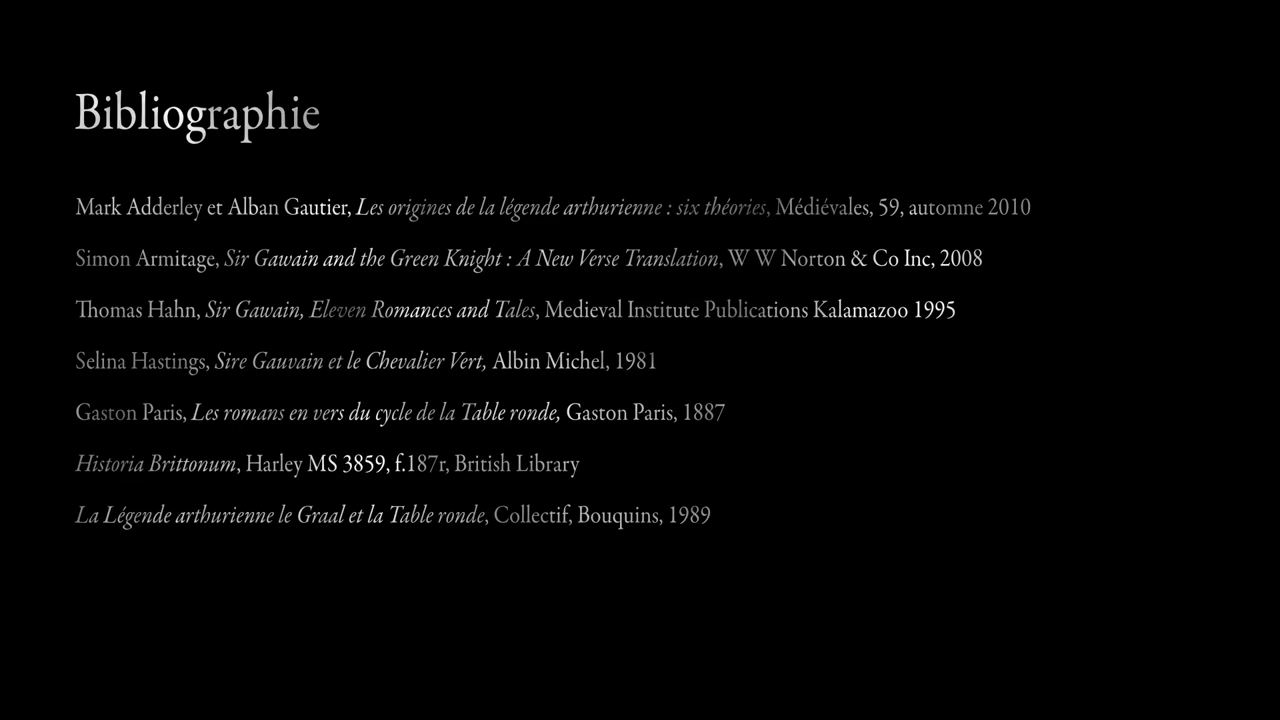 Bibliographie
Mark Adderley et Alban Gautier, Les origines de la légende arthurienne : six théories, Médiévales, 59, automne 2010
Simon Armitage, Sir Gawain and the Green Knight : A New Verse Translation, W W Norton & Co Inc, 2008
Thomas Hahn, Sir Gawain, Eleven Romances and Tales, Medieval Institute Publications Kalamazoo 1995
Selina Hastings, Sire Gauvain et le Chevalier Vert, Albin Michel, 1981
Gaston Paris, Les romans en vers du cycle de la Table ronde, Gaston Paris, 1887
Historia Brittonum, Harley MS 3859, f.187r, British Library
La Légende arthurienne le Graal et la Table ronde, Collectif, Bouquins, 1989